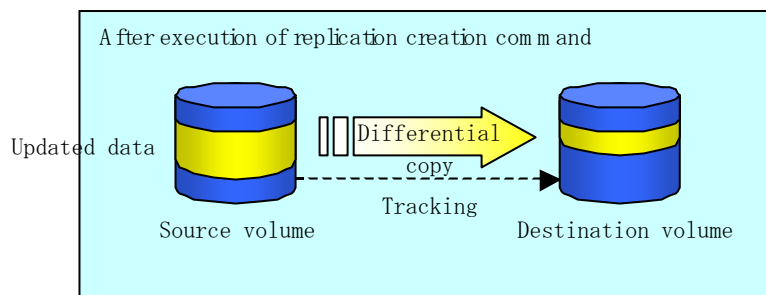 After execution of replication creation command
Updated data
Differential
copy
Tracking
Source volume
Destination volume